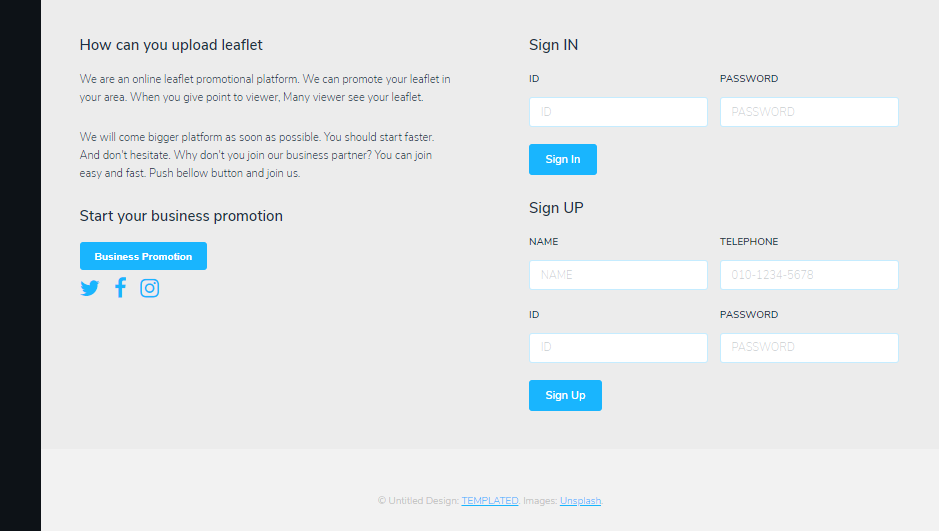 How can you upload leaflet
We are an online leaflet promotional platform. We can promote your leaflet in
your area. When you give point to viewer, Many viewer see your leaflet.
We will come bigger platform as soon as possible. You should start faster.
And don't hesitate. Why don't you join our business partner? You can join
easy and fast. Push bellow button and join us.
Start your business promotion
Business Promotion
Sign IN
ID
PASSWORD
ID
PASSWORD
Sign In
Sign UP
NAME
TELEPHONE
NAME
010-1234-5678
ID
PASSWORD
ID
PASSWORD
Sign Up
© Untitled Design: TEMPLATED. Images: Unsplash.